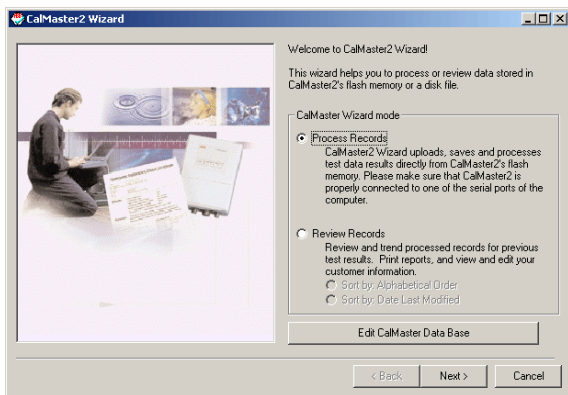 CalMaster2 Wizard
Welcome to CalMaster2 Wizard!
This wizard helps you to process or review data stored in
CalMaster2's flash memory or a disk file.
CalMaster Wizard mode
Process Records
CalMaster2 Wizard uploads, saves and processes
test data results directly from CalMaster2's flash
memory. Please make sure that CalMaster2 is
properly connected to one of the serial ports of the
computer.
Review Records
Review and trend processed records for previous
test results. Print reports, and view and edit your
customer information.
Sort by: Alphabetical Order
Sort by: Date Last Modified
Edit CalMaster Data Base
< Back
Next >
Cancel